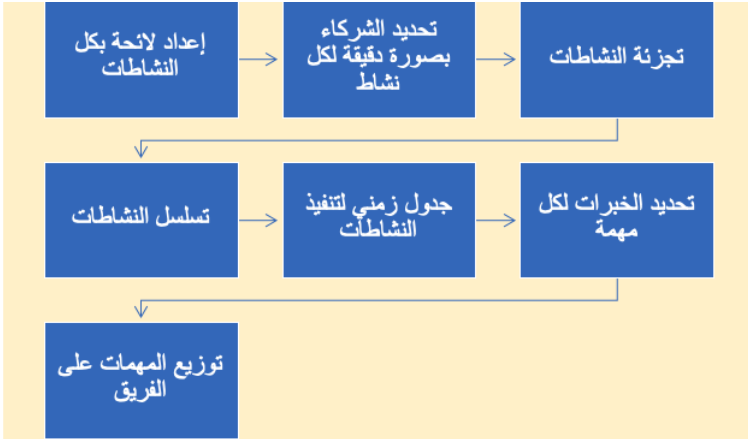 إعداد لائحة بكل
النشاطات
تحديد الشركاء
بصورة دقيقة لكل
نشاط
تجزئة النشاطات
تسلسل النشاطات
جدول زمني لتنفيذ
النشاطات
تحديد الخبرات لكل
مهمة
توزيع المهمات على
الفريق